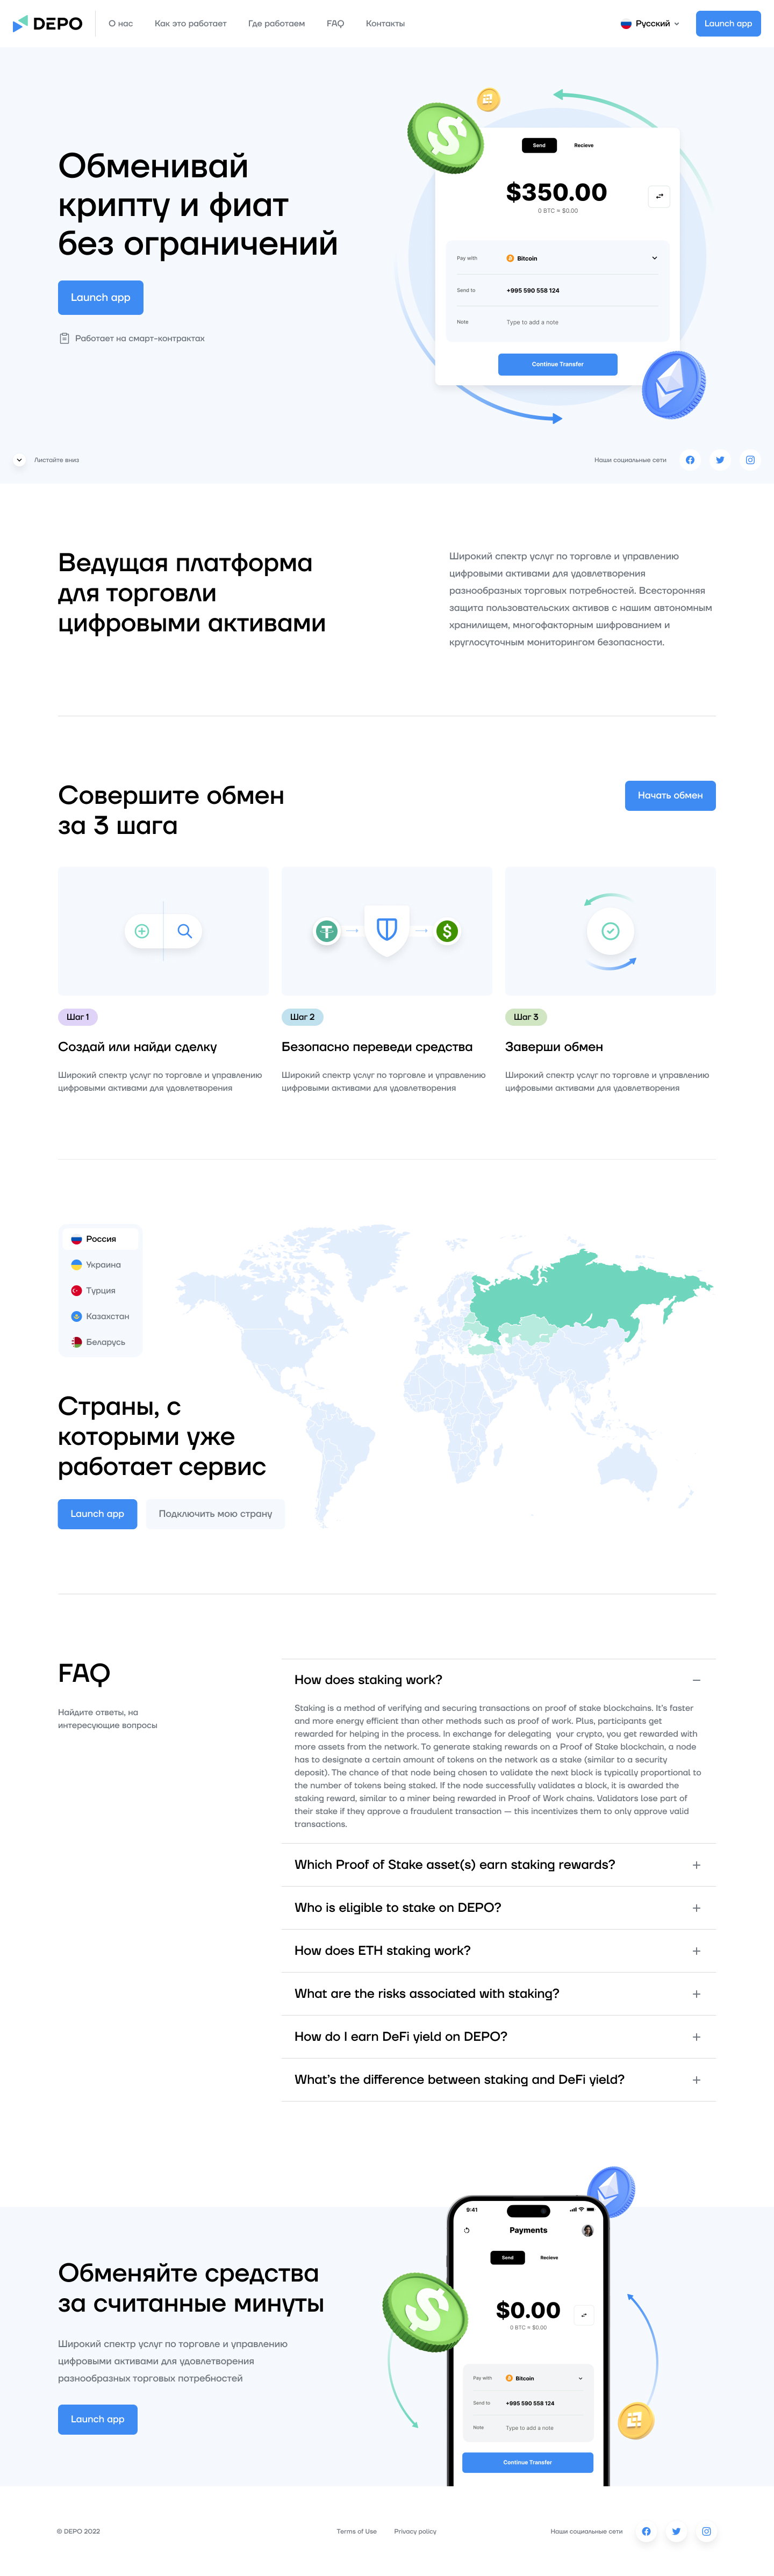 DEPO
О нас
Как это работает
Где работаем
FAQ
Контакты
Русский
Launch app
Обменивай
крипту и фиат
без ограничений
Launch app
Работает на смарт-контрактах
Send
Recieve
$350.00
0 BTC = $0.00
Pay with
Bitcoin
Send to
+995 590 558 124
Note
Type to add a note
Continue Transfer
Листайте вниз
Наши социальные сети
Ведущая платформа
для торговли
цифровыми активами
Широкий спектр услуг по торговле и управлению
цифровыми активами для удовлетворения
разнообразных торговых потребностей. Всесторонняя
защита пользовательских активов с нашим автономным
хранилищем, многофакторным шифрованием и
круглосуточным мониторингом безопасности.
Совершите обмен
за 3 шага
Начать обмен
Шаг 1
Создай или найди сделку
Широкий спектр услуг по торговле и управлению
цифровыми активами для удовлетворения
Шаг 2
Безопасно переведи средства
Широкий спектр услуг по торговле и управлению
цифровыми активами для удовлетворения
Шаг 3
Заверши обмен
Широкий спектр услуг по торговле и управлению
цифровыми активами для удовлетворения
Россия
Украина
Турция
Казахстан
Беларусь
Страны, с
которыми уже
работает сервис
Launch app
Подключить мою страну
FAQ
Найдите ответы, на
интересующие вопросы
How does staking work?
Staking is a method of verifying and securing transactions on proof of stake blockchains. It's faster
and more energy efficient than other methods such as proof of work. Plus, participants get
rewarded for helping in the process. In exchange for delegating  your crypto, you get rewarded with
more assets from the network. To generate staking rewards on a Proof of Stake blockchain, a node
has to designate a certain amount of tokens on the network as a stake (similar to a security
deposit). The chance of that node being chosen to validate the next block is typically proportional to
the number of tokens being staked. If the node successfully validates a block, it is awarded the
staking reward, similar to a miner being rewarded in Proof of Work chains. Validators lose part of
their stake if they approve a fraudulent transaction — this incentivizes them to only approve valid
transactions.
Which Proof of Stake asset(s) earn staking rewards?
Who is eligible to stake on DEPO?
How does ETH staking work?
What are the risks associated with staking?
How do I earn DeFi yield on DEPO?
What's the difference between staking and DeFi yield?
Обменяйте средства
за считанные минуты
Широкий спектр услуг по торговле и управлению
цифровыми активами для удовлетворения
разнообразных торговых потребностей
Launch app
9:41
Payments
Send
Recieve
$0.00
0 BTC = $0.00
Pay with
Bitcoin
Send to
+995 590 558 124
Note
Type to add a note
Continue Transfer
© DEPO 2022
Terms of Use
Privacy policy
Наши социальные сети